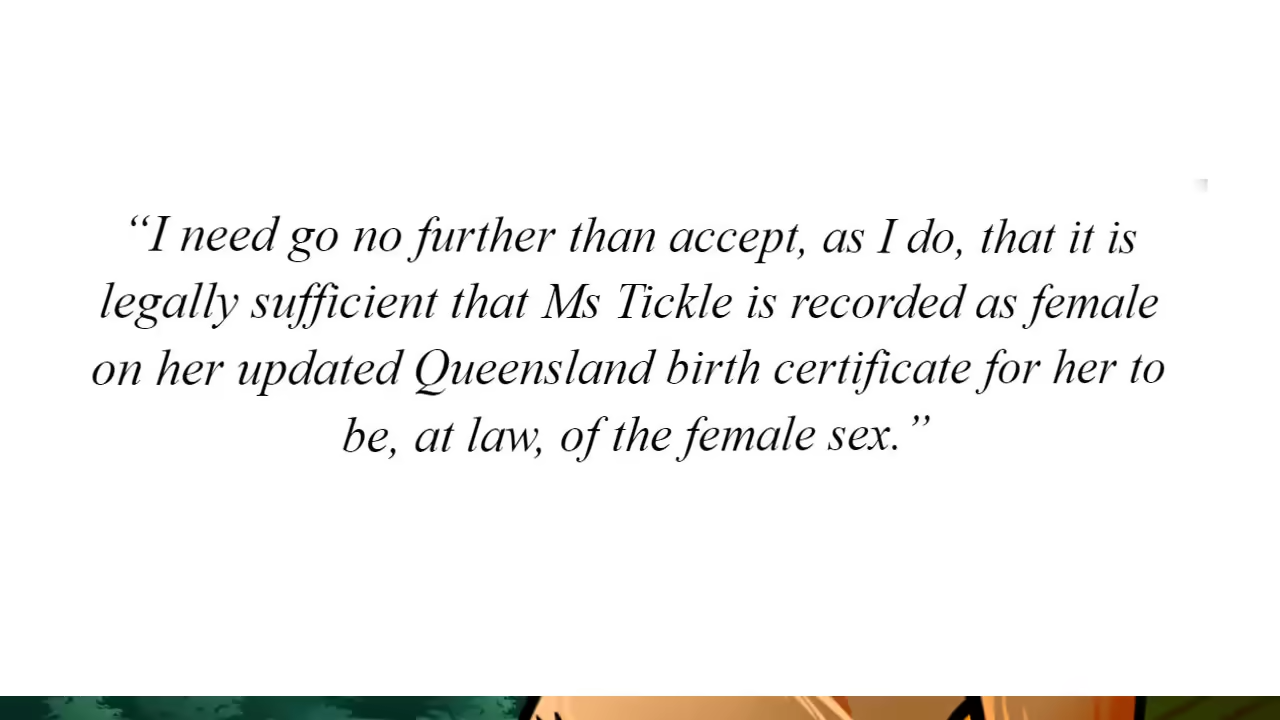 “I need go no further than accept, as I do, that it is
legally sufficient that Ms Tickle is recorded as female
on her updated Queensland birth certificate for her to
be, at law, of the female sex.”